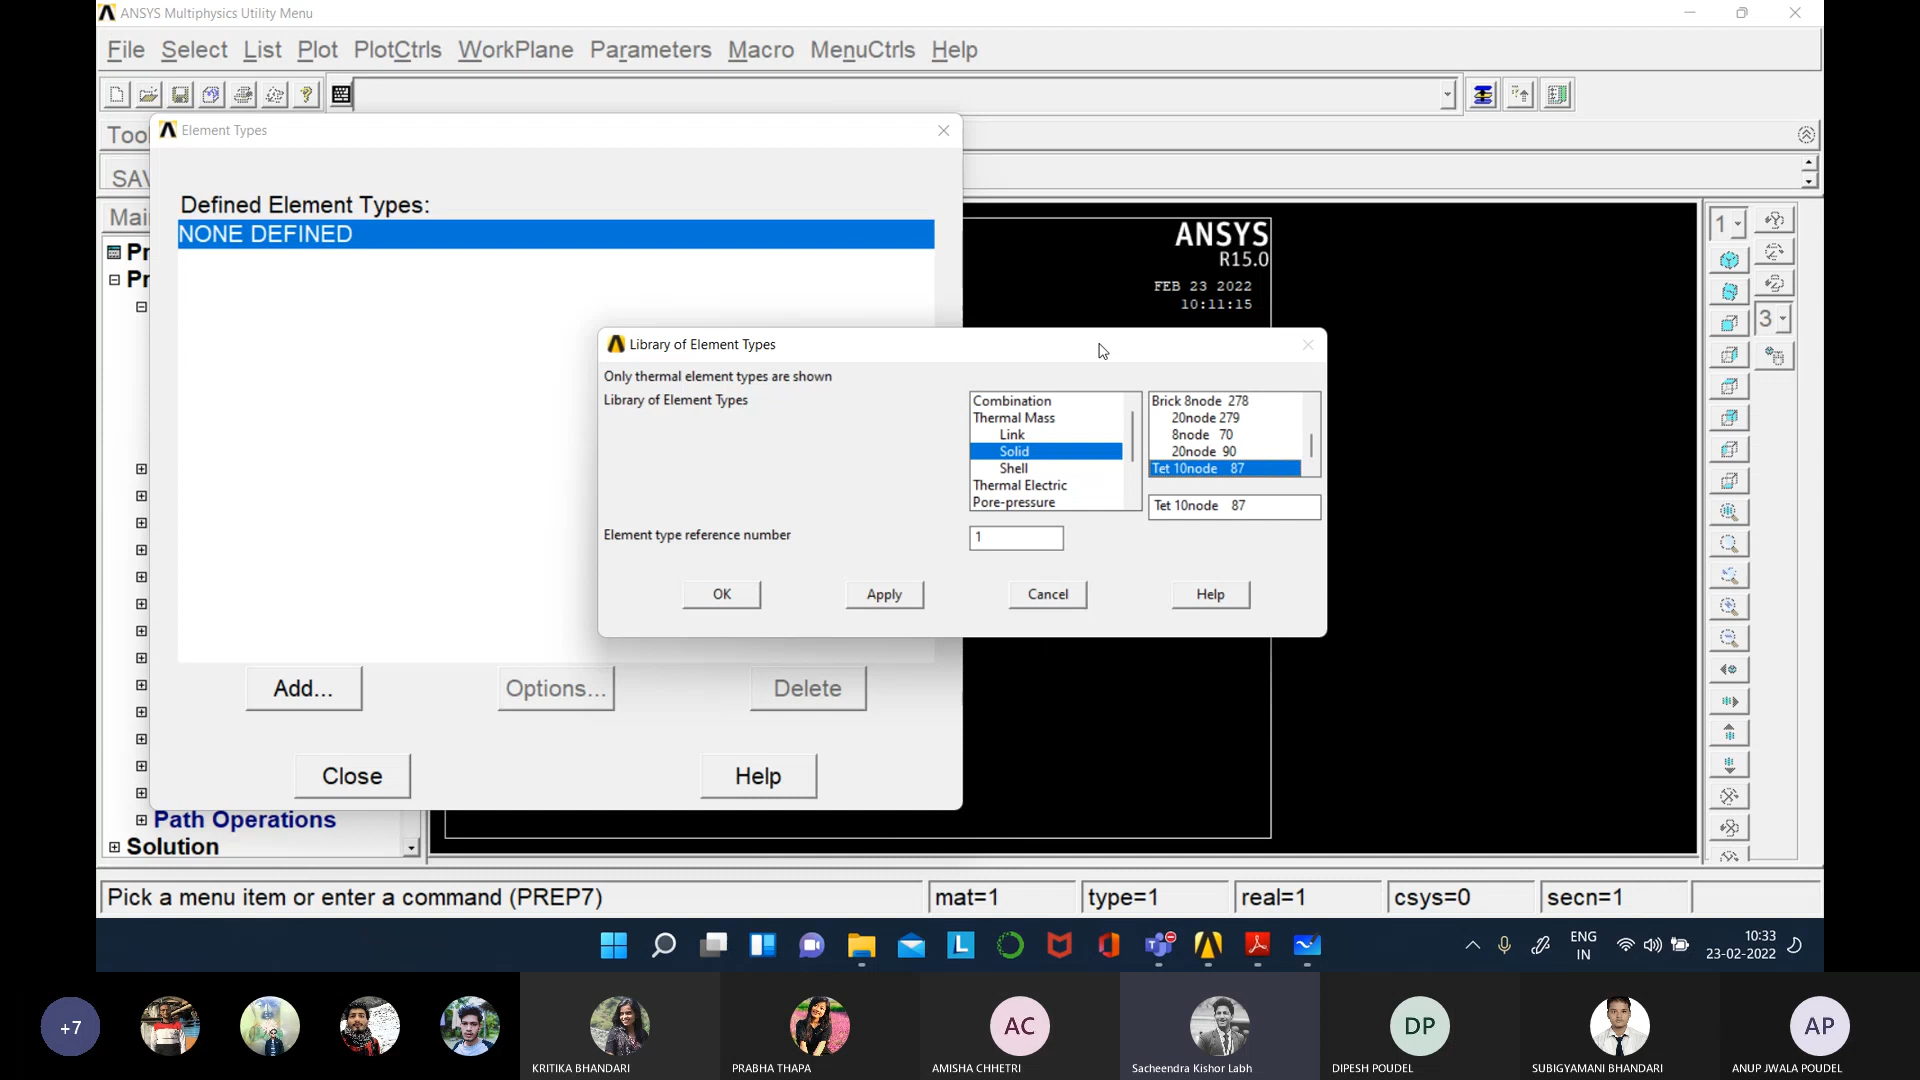 ANSYS Multiphysics Utility Menu
File Select List Plot PlotCtrls WorkPlane Parameters Macro MenuCtrls Help
Element Types
Defined Element Types:
NONE DEFINED
ANSYS
R15.0
FEB 23 2022
10:11:15
1
3
Library of Element Types
Only thermal element types are shown
Library of Element Types
Combination
Thermal Mass
Link
Solid
Shell
Thermal Electric
Pore-pressure
Brick 8node 278
20node 279
8node 70
20node 90
Tet 10node 87
Tet 10node 87
Element type reference number
1
OK Apply Cancel Help
Add... Options... Delete
Close Help
Path Operations
Solution
Pick a menu item or enter a command (PREP7)
mat=1
type=1
real=1
csys=0
secn=1
ENG
IN
10:33
23-02-2022
+7
AC
DP
AP
KRITIKA BHANDARI
PRABHA THAPA
AMISHA CHHETRI
Sacheendra Kishor Labh
DIPESH POUDEL
SUBIGYAMANI BHANDARI
ANUP JWALA POUDEL